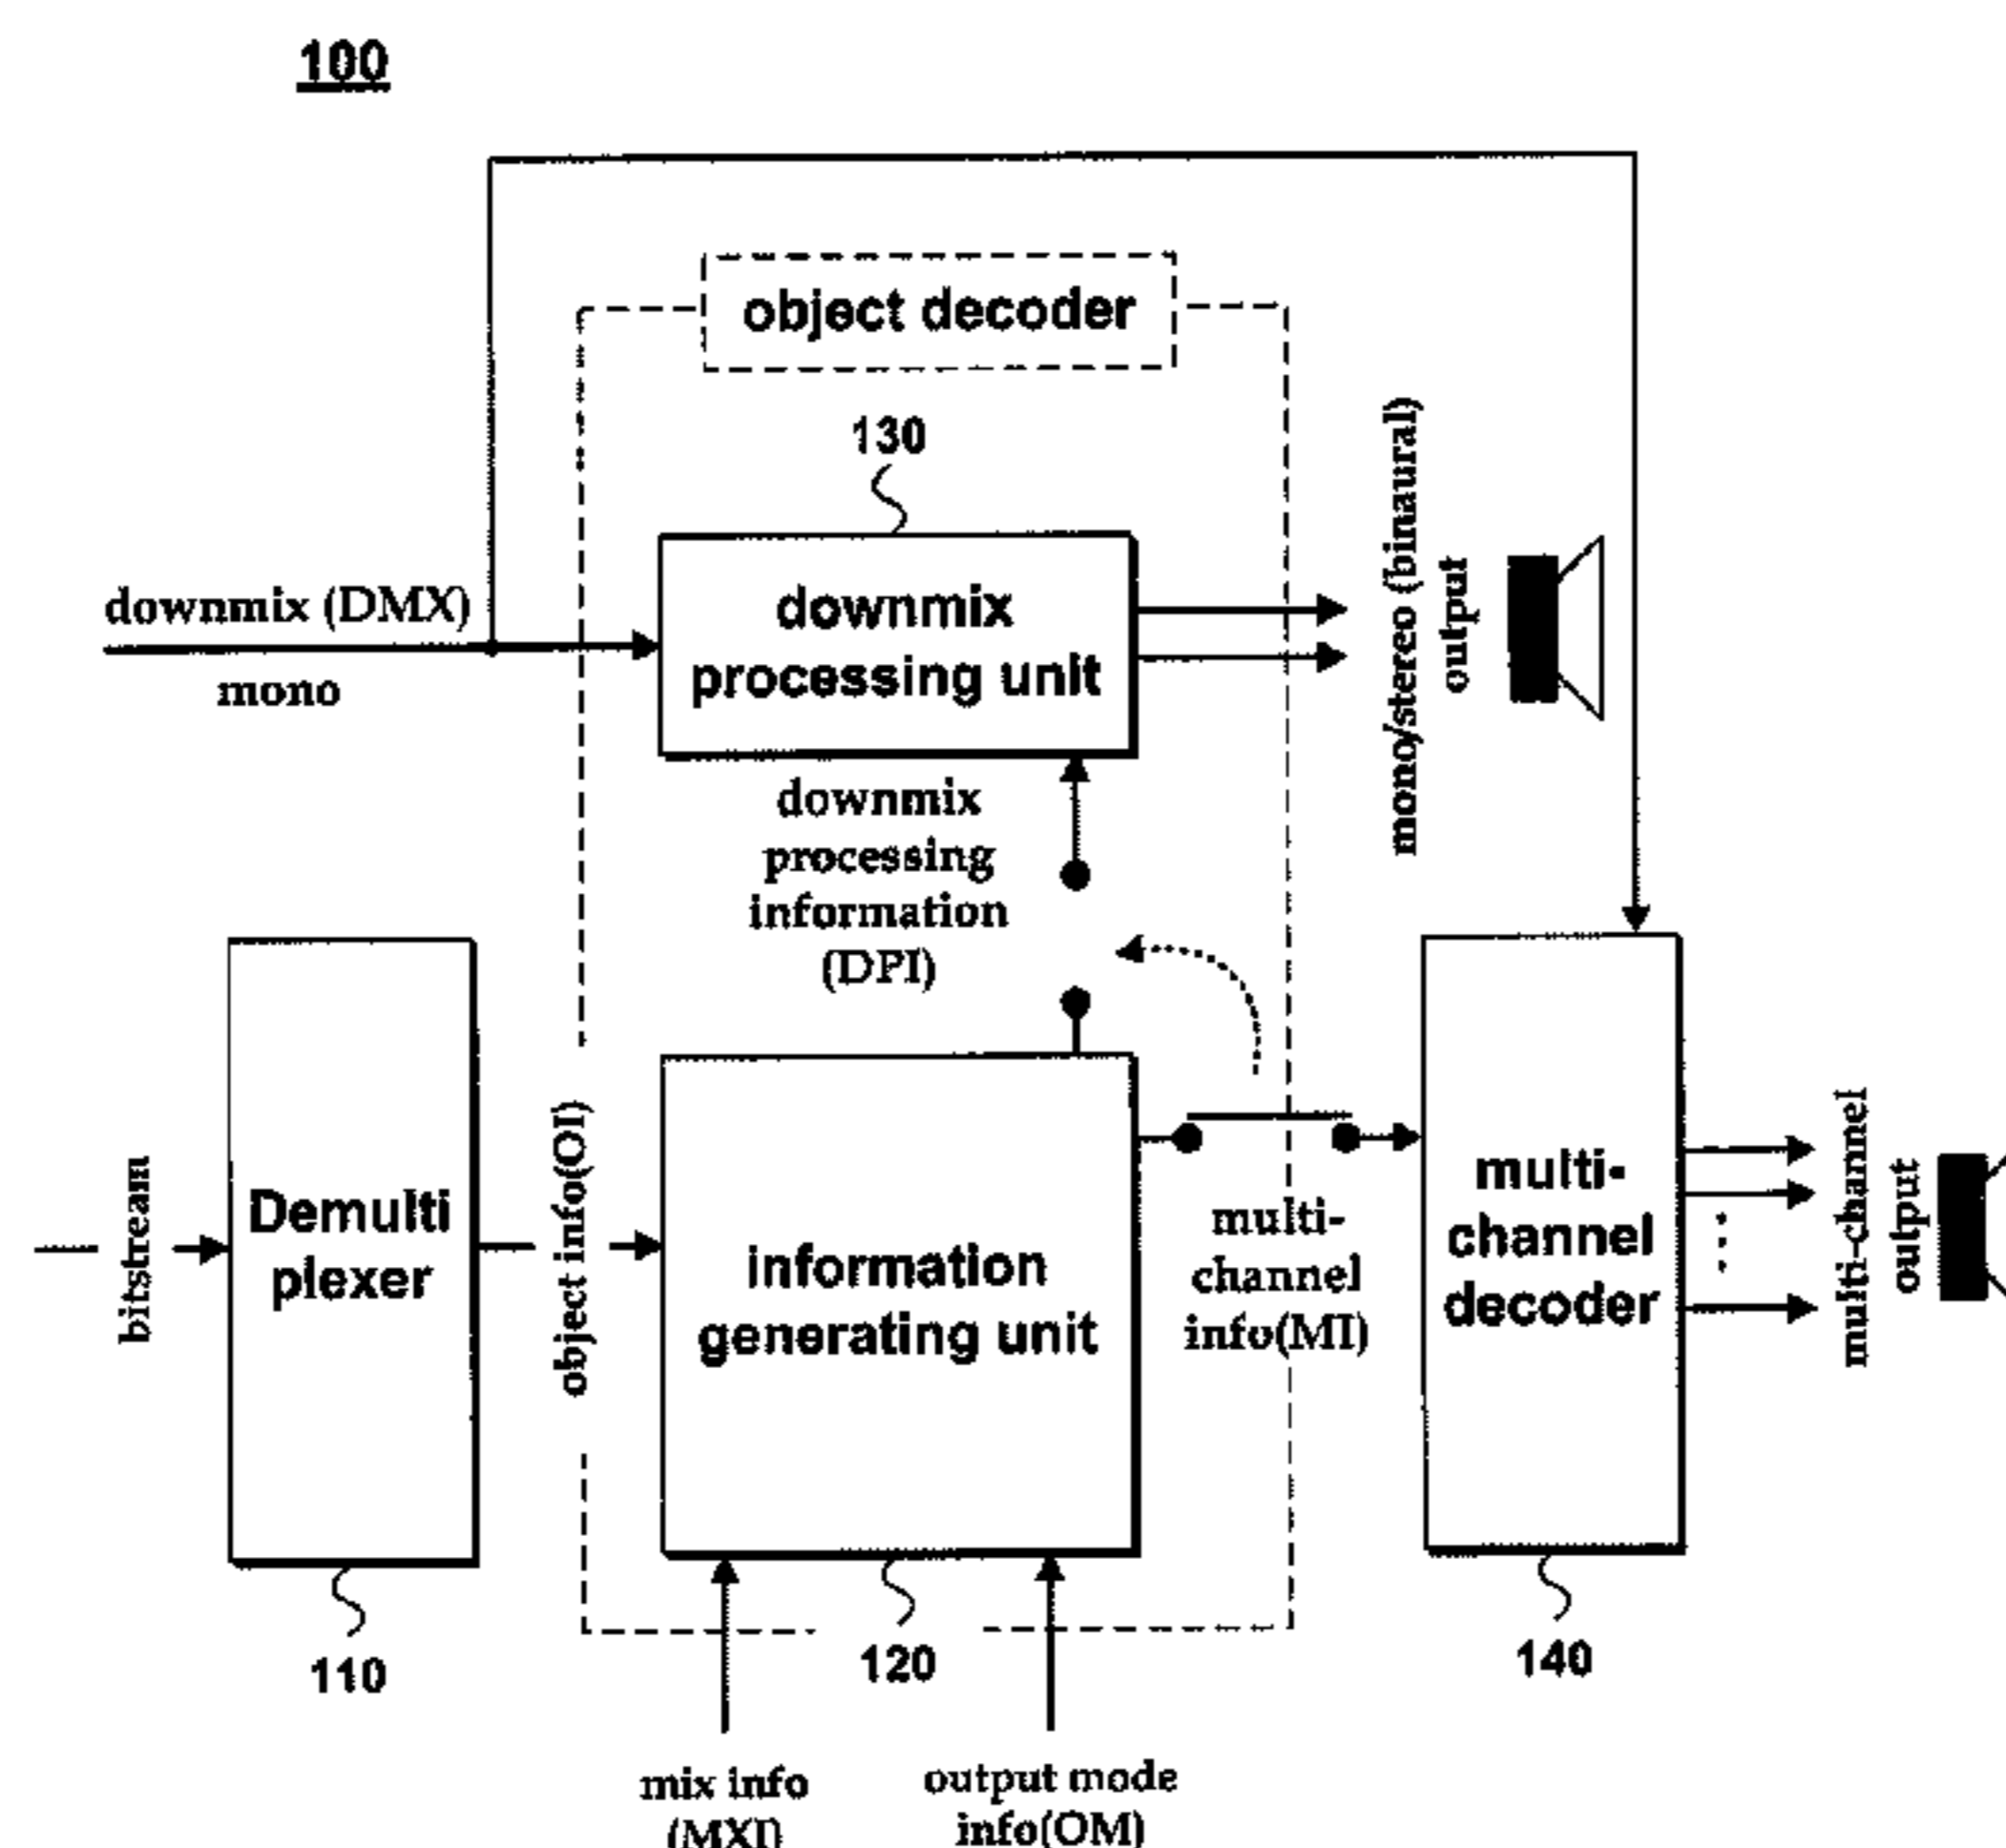 100
object decoder
130
downmix (DMX)
mono
downmix
processing unit
mono/stereo (binaural)
output
downmix
processing
information
(DPI)
bitstream
Demulti
plexer
object info(OI)
information
generating unit
multi-
channel
info(MI)
multi-
channel
decoder
multi-channel
output
110
120
140
mix info
(MXI)
output mode
info(OM)